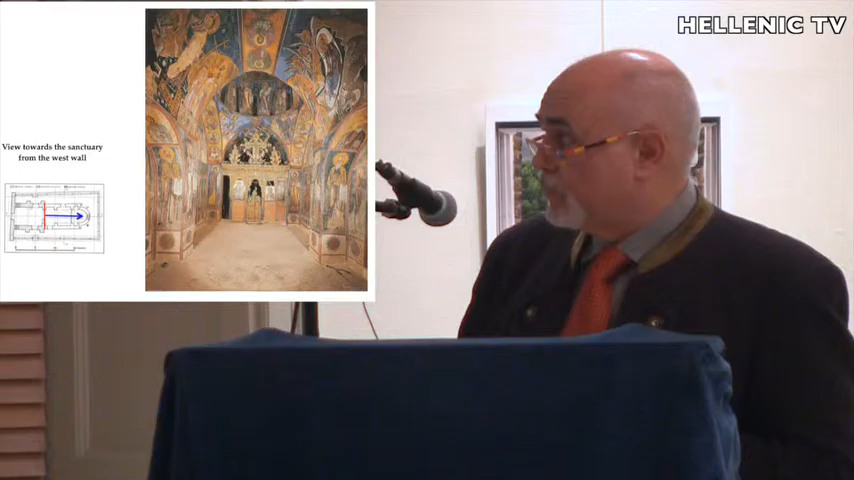 HELLENIC TV
View towards the sanctuary
from the west wall